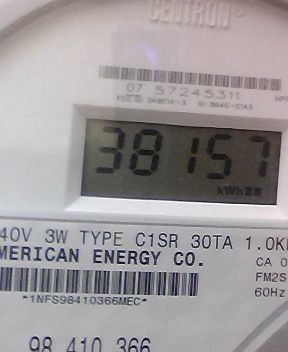 CENTRON
07 57245311
38157
kWh
40V 3W TYPE C1SR 30TA 1.0K
MERICAN ENERGY CO. CA 0
FM2S
*1NFS98410366MEC* 60Hz
98 410 366